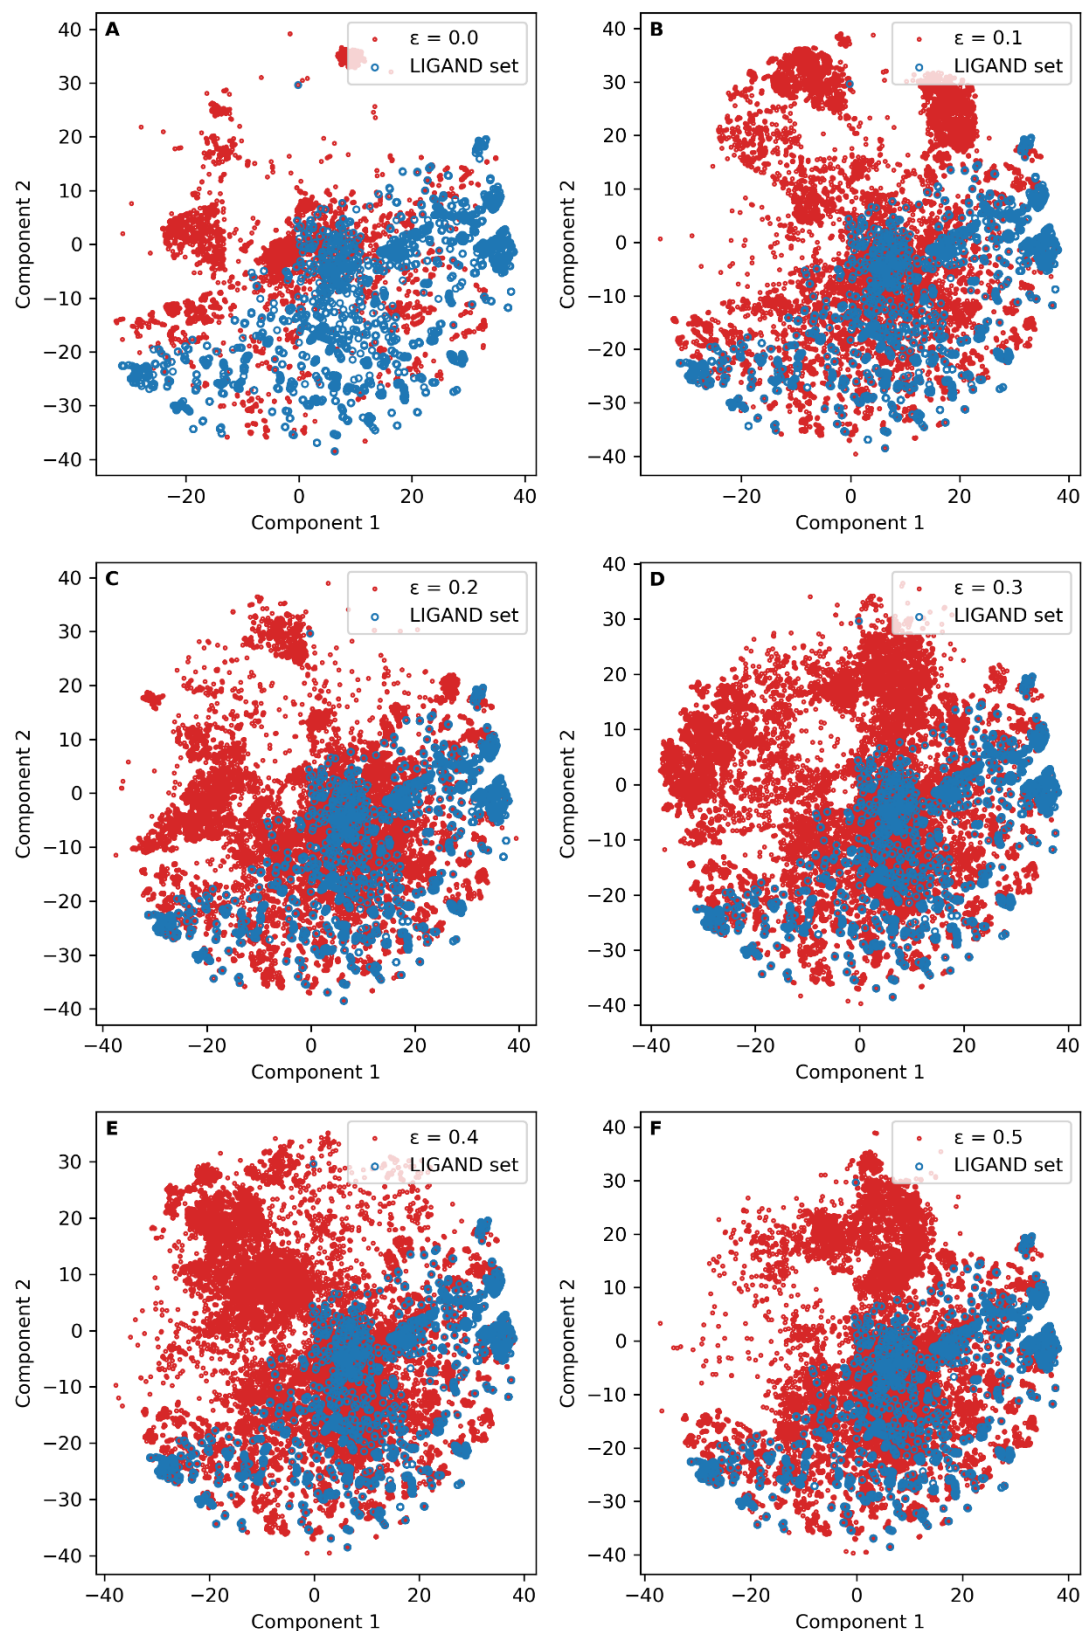 A
ε = 0.0
LIGAND set
40
30
20
10
0
−10
−20
−30
−40
Component 2
−20
0
20
40
Component 1
B
ε = 0.1
LIGAND set
40
30
20
10
0
−10
−20
−30
−40
Component 2
−20
0
20
40
Component 1
C
ε = 0.2
LIGAND set
40
30
20
10
0
−10
−20
−30
−40
Component 2
−40
−20
0
20
40
Component 1
D
ε = 0.3
LIGAND set
40
30
20
10
0
−10
−20
−30
−40
Component 2
−40
−20
0
20
40
Component 1
E
ε = 0.4
LIGAND set
30
20
10
0
−10
−20
−30
−40
Component 2
−40
−20
0
20
40
Component 1
F
ε = 0.5
LIGAND set
40
30
20
10
0
−10
−20
−30
−40
Component 2
−40
−20
0
20
40
Component 1